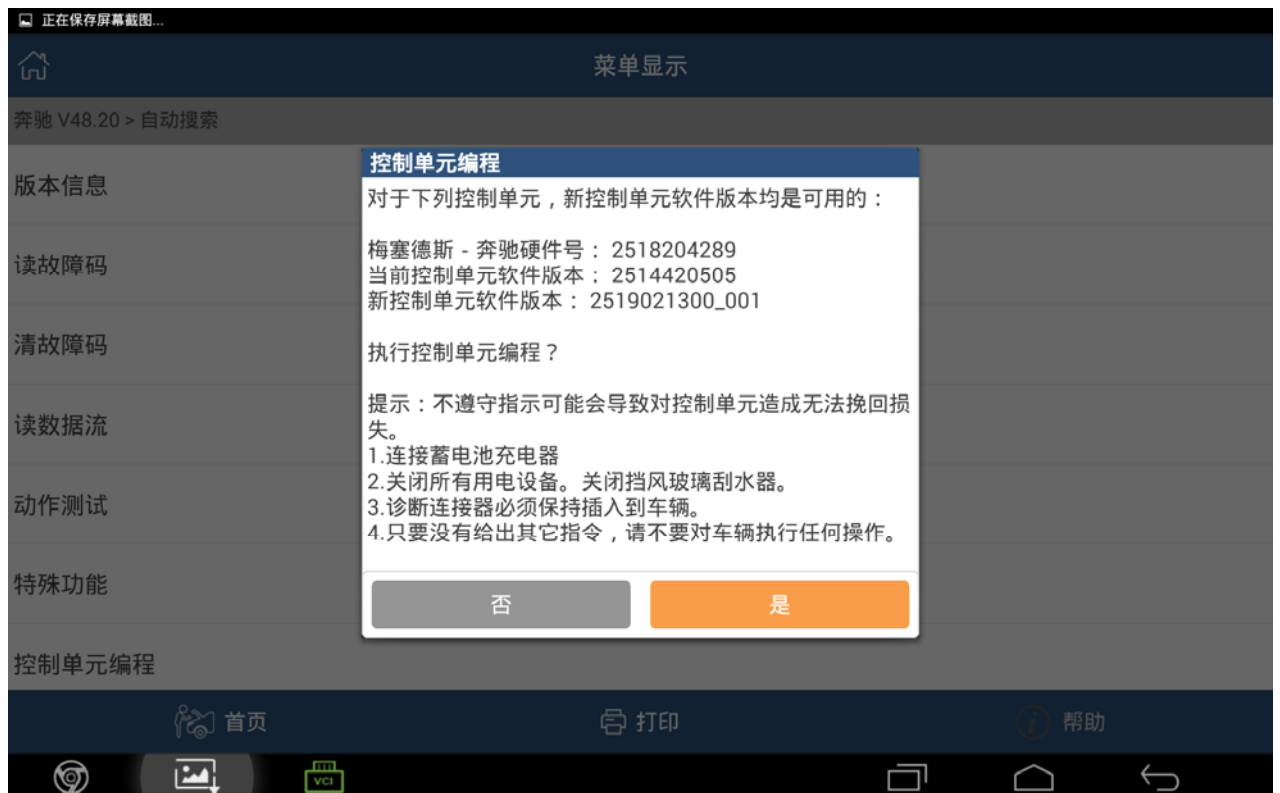 正在保存屏幕截图...
菜单显示
奔驰 V48.20 > 自动搜索
版本信息
读故障码
清故障码
读数据流
动作测试
特殊功能
控制单元编程
控制单元编程
对于下列控制单元，新控制单元软件版本均是可用的：
梅塞德斯 - 奔驰硬件号： 2518204289
当前控制单元软件版本： 2514420505
新控制单元软件版本： 2519021300_001
执行控制单元编程？
提示：不遵守指示可能会导致对控制单元造成无法挽回损
失。
1.连接蓄电池充电器
2.关闭所有用电设备。关闭挡风玻璃刮水器。
3.诊断连接器必须保持插入到车辆。
4.只要没有给出其它指令，请不要对车辆执行任何操作。
否
是
首页
打印
帮助
VCI